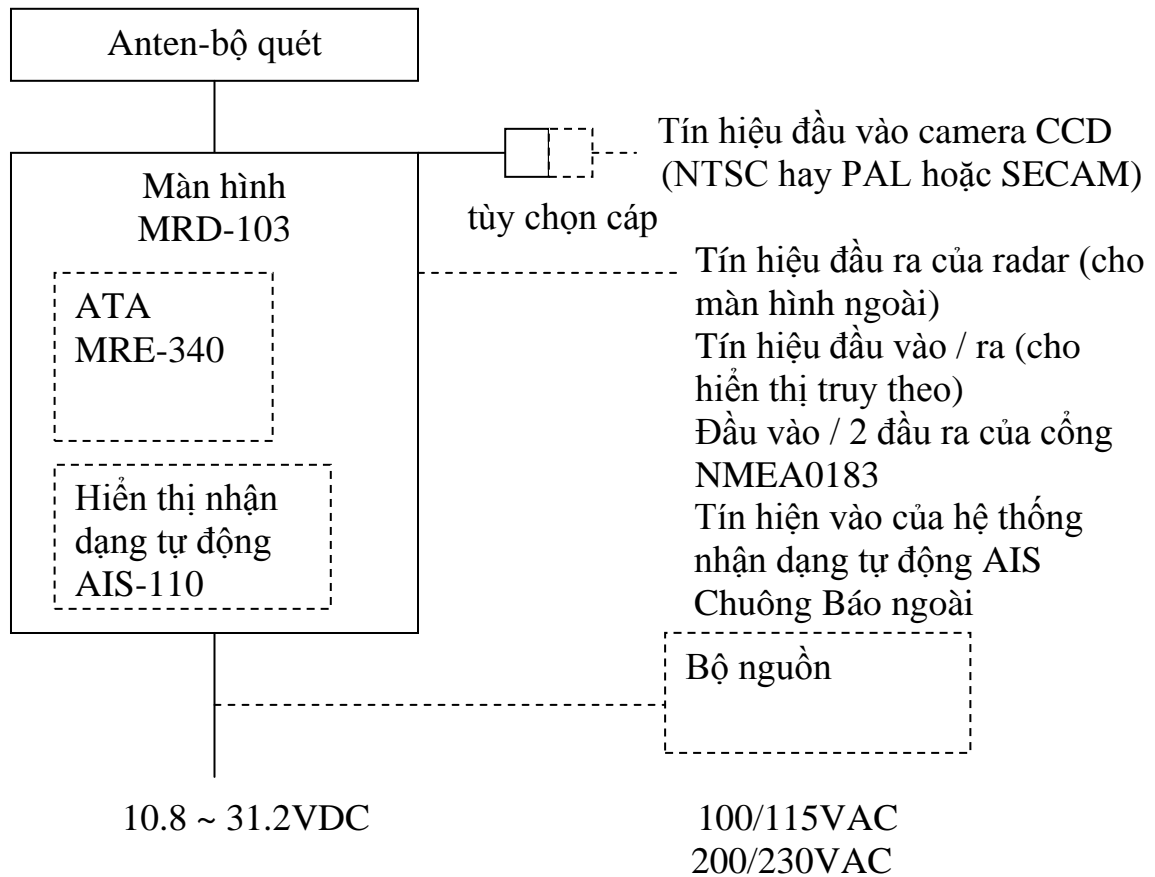 Anten-bộ quét
Tín hiệu đầu vào camera CCD
(NTSC hay PAL hoặc SECAM)
Màn hình
MRD-103
tùy chọn cáp
ATA
MRE-340
Tín hiệu đầu ra của radar (cho
màn hình ngoài)
Tín hiệu đầu vào / ra (cho
hiển thị truy theo)
Đầu vào / 2 đầu ra của cổng
NMEA0183
Tín hiện vào của hệ thống
nhận dạng tự động AIS
Chuông Báo ngoài
Hiển thị nhận
dạng tự động
AIS-110
Bộ nguồn
10.8 ~ 31.2VDC
100/115VAC
200/230VAC